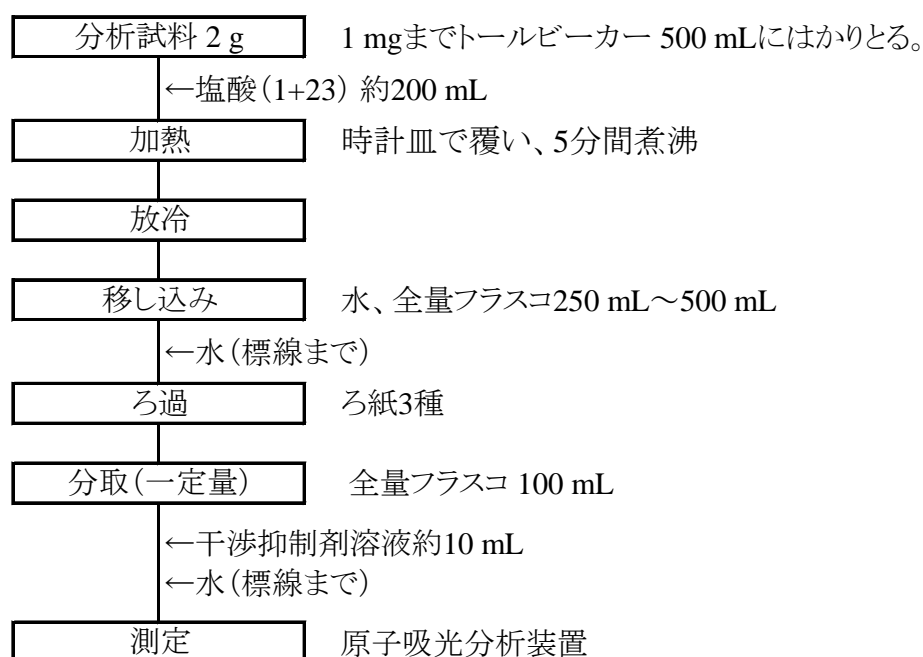 分析試料 2 g 1 mgまでトールビーカー 500 mLにはかりとる。
←塩酸(1+23) 約200 mL
加熱 時計皿で覆い、5分間煮沸
放冷
移し込み 水、全量フラスコ250 mL~500 mL
←水(標線まで)
ろ過 ろ紙3種
分取(一定量) 全量フラスコ 100 mL
←干渉抑制剤溶液約10 mL
←水(標線まで)
測定 原子吸光分析装置